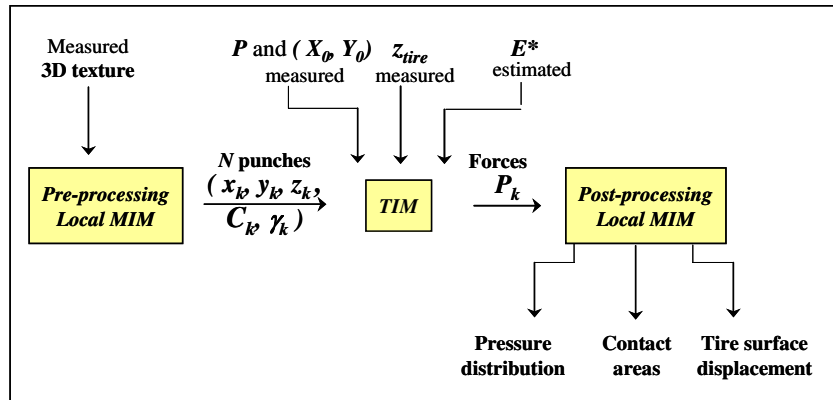 Measured
3D texture
P and ( X0, Y0)
measured
ztire
measured
E*
estimated
Pre-processing
Local MIM
N punches
( xk, yk, zk,
Ck, γk )
TIM
Forces
Pk
Post-processing
Local MIM
Pressure
distribution
Contact
areas
Tire surface
displacement